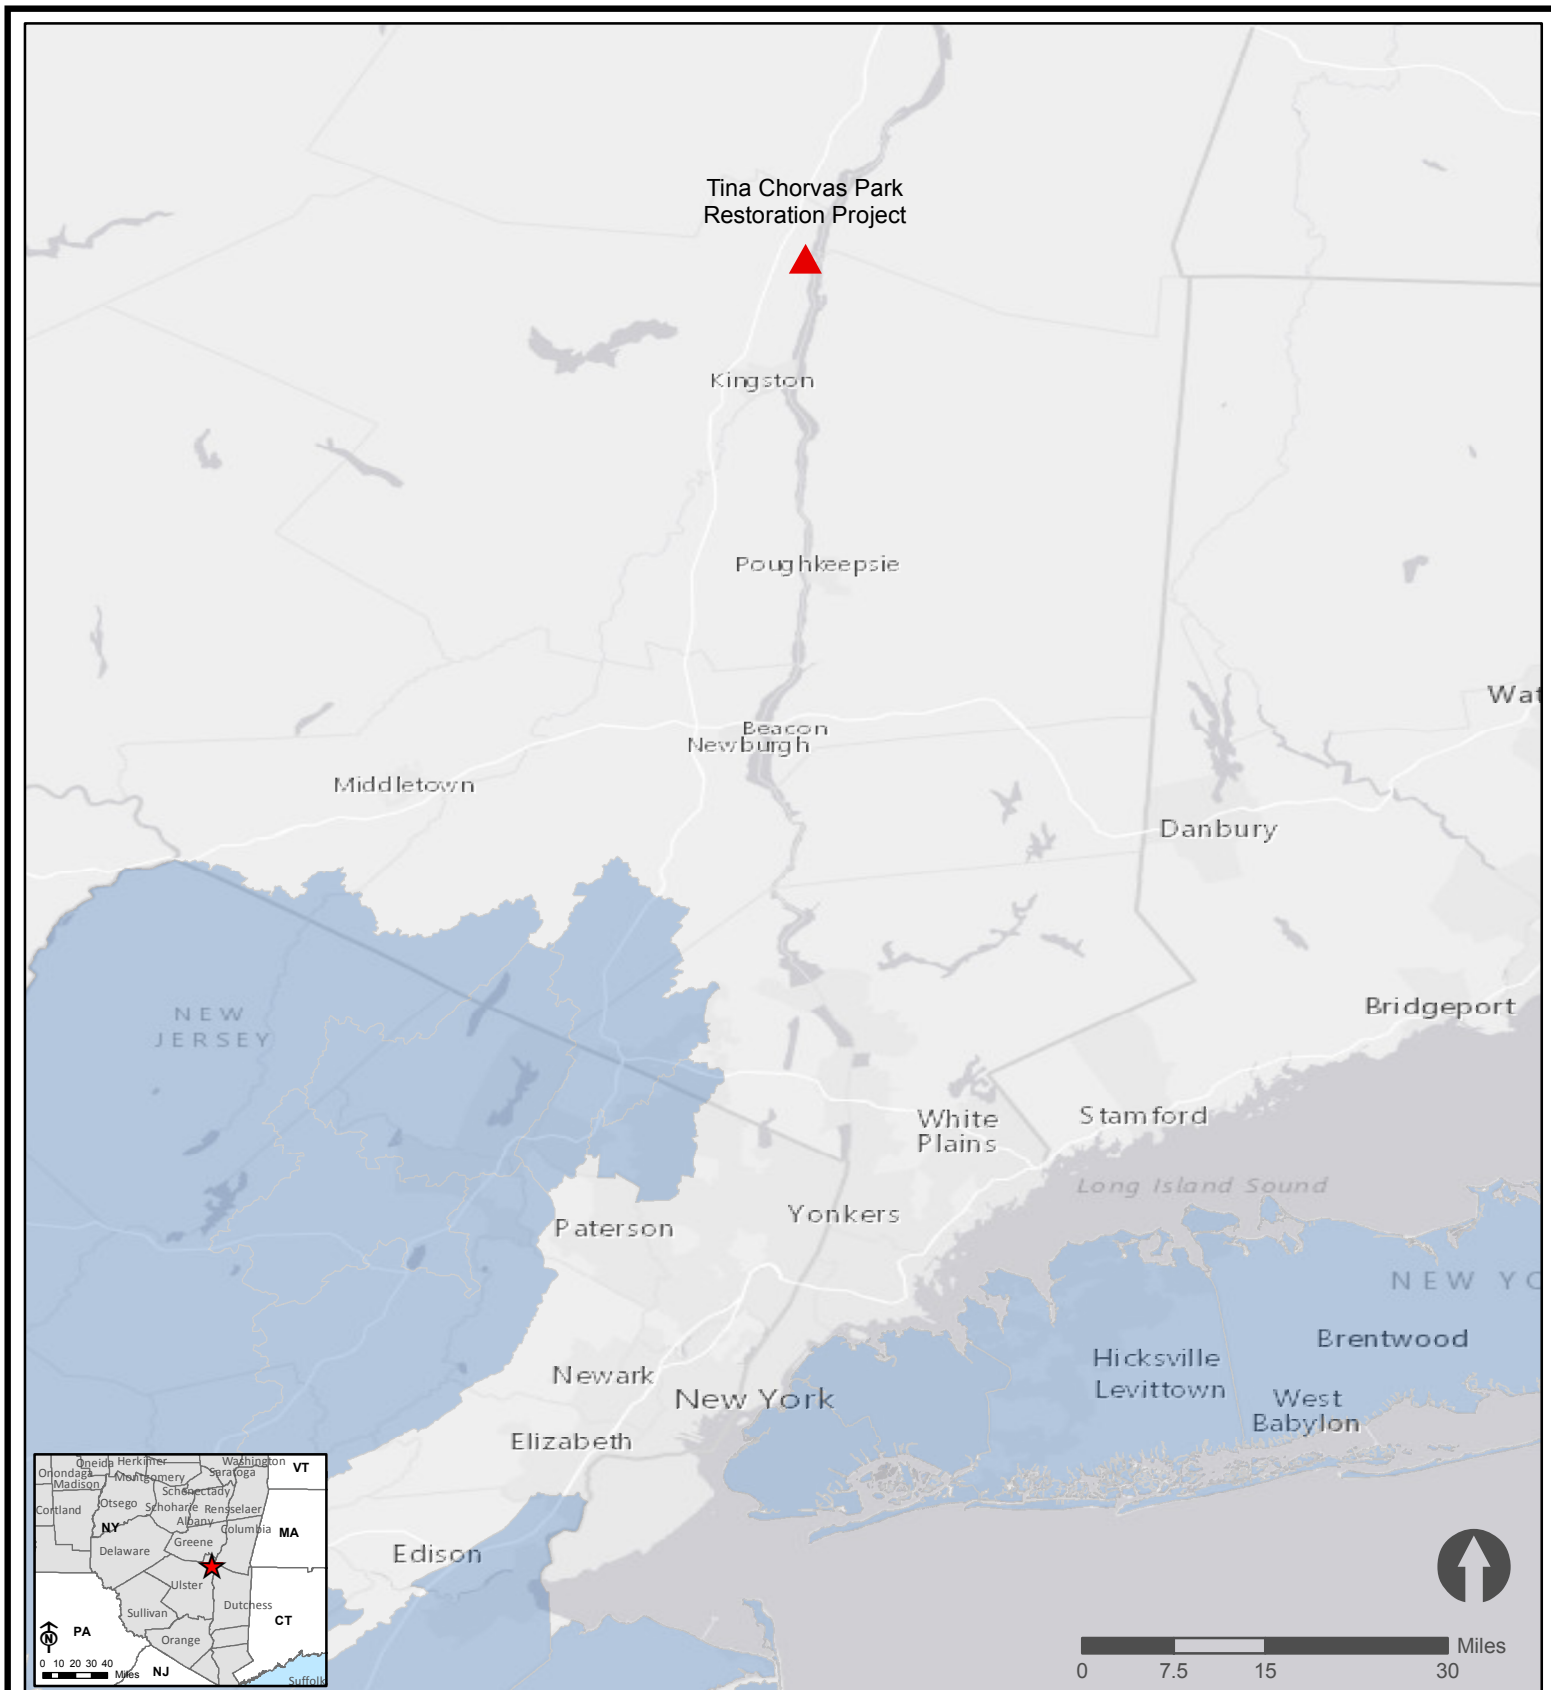 Tina Chorvas Park
Restoration Project
Kingston
Poughkeepsie
Wat
Beacon
Newburgh
Middletown
Danbury
NEW
JERSEY
Bridgeport
White
Plains
Stamford
Long Island Sound
Yonkers
Paterson
NEW YO
Brentwood
Hicksville
Levittown
Newark
New York
West
Babylon
Elizabeth
Edison
Oneida Herkimer Washington VT
Onondaga Montgomery Saratoga
Madison
Schenectady
Cortland Otsego Schoharie Rensselaer
NY Albany Columbia MA
Delaware Greene
Ulster
Sullivan Dutchess CT
PA Orange
N
0 10 20 30 40
Miles NJ
Suffolk
Miles
0 7.5 15 30